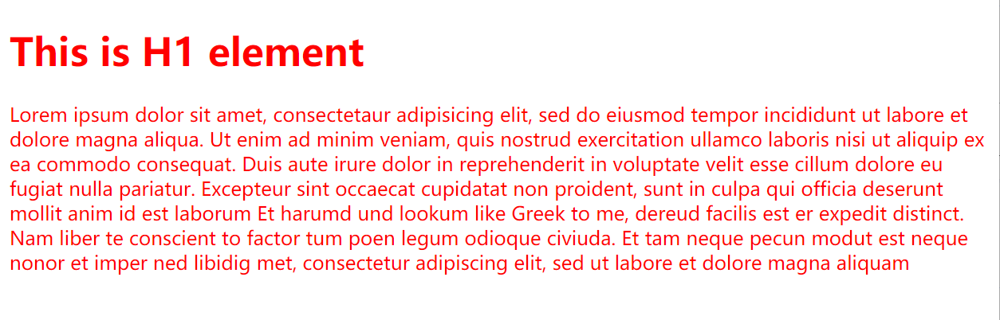 This is H1 element
Lorem ipsum dolor sit amet, consectetaur adipisicing elit, sed do eiusmod tempor incididunt ut labore et
dolore magna aliqua. Ut enim ad minim veniam, quis nostrud exercitation ullamco laboris nisi ut aliquip ex
ea commodo consequat. Duis aute irure dolor in reprehenderit in voluptate velit esse cillum dolore eu
fugiat nulla pariatur. Excepteur sint occaecat cupidatat non proident, sunt in culpa qui officia deserunt
mollit anim id est laborum Et harumd und lookum like Greek to me, dereud facilis est er expedit distinct.
Nam liber te conscient to factor tum poen legum odioque civiuda. Et tam neque pecun modut est neque
nonor et imper ned libidig met, consectetur adipiscing elit, sed ut labore et dolore magna aliquam